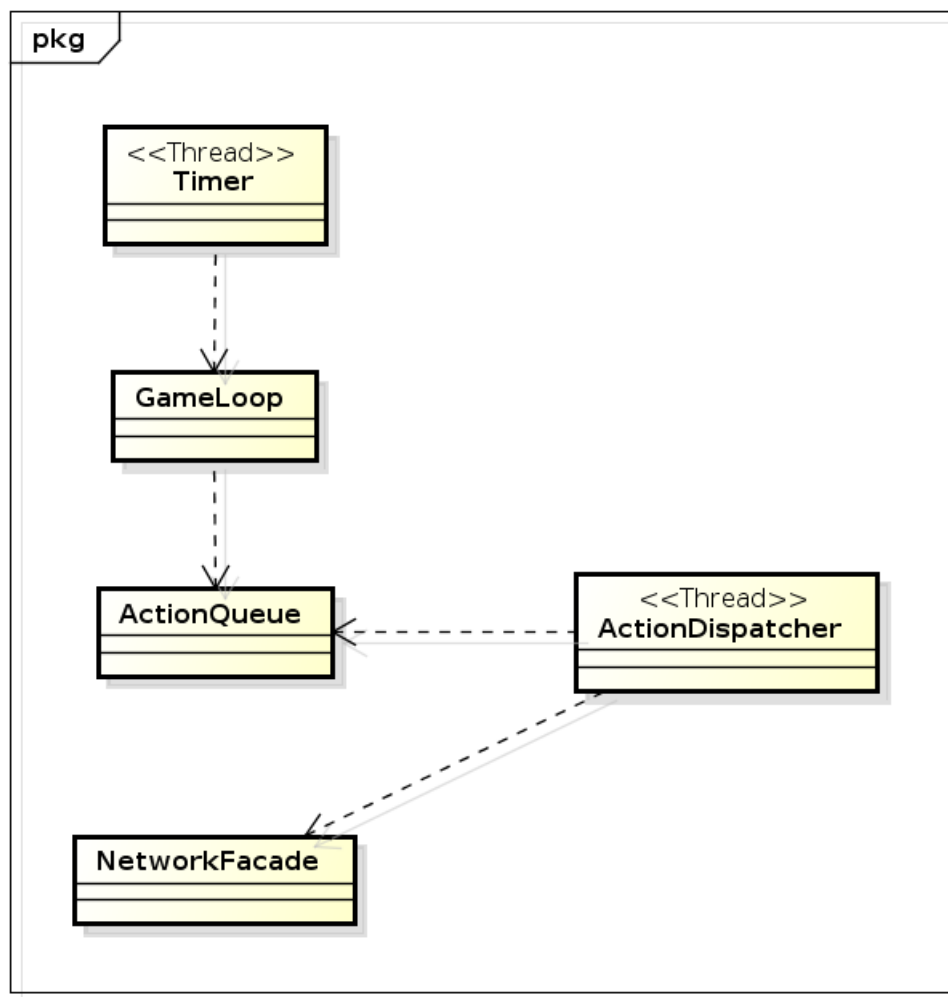 pkg
<<Thread>>
Timer
GameLoop
ActionQueue
<<Thread>>
ActionDispatcher
NetworkFacade